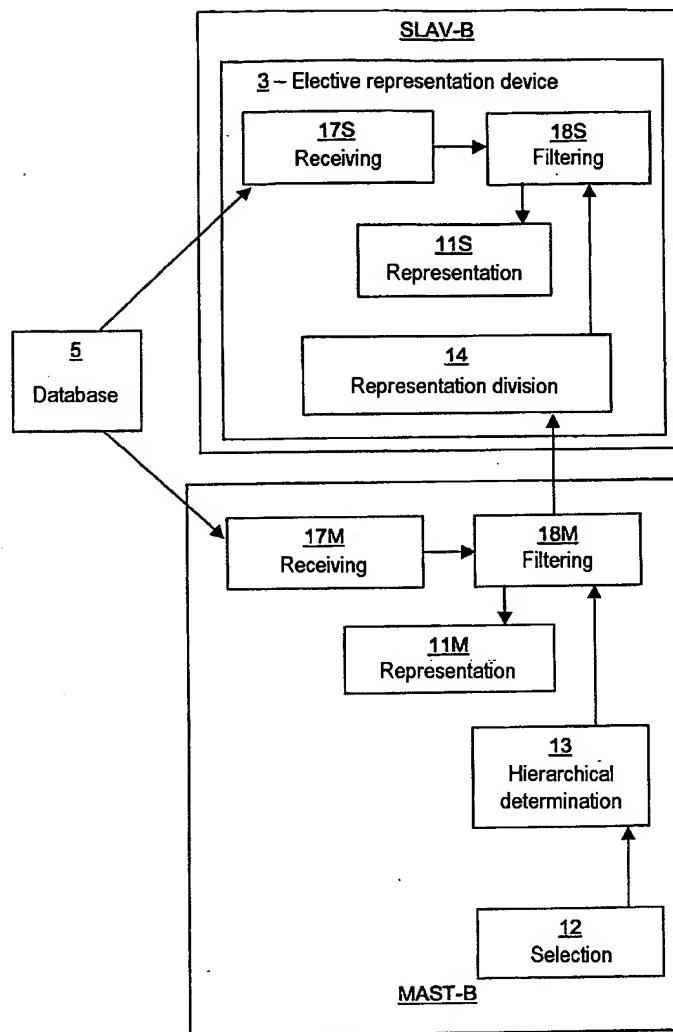 SLAV-B
3 – Elective representation device
17S
Receiving
18S
Filtering
11S
Representation
14
Representation division
5
Database
17M
Receiving
18M
Filtering
11M
Representation
13
Hierarchical
determination
12
Selection
MAST-B